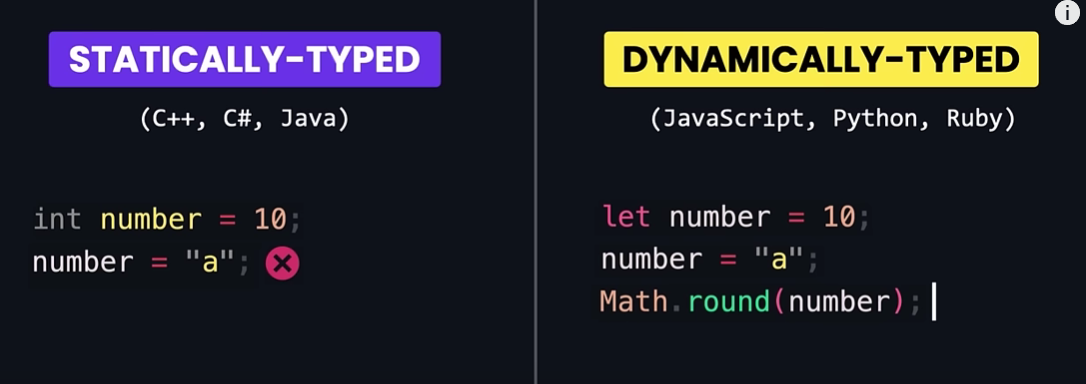 STATICALLY-TYPED
(C++, C#, Java)
int number = 10;
number = "a";
DYNAMICALLY-TYPED
(JavaScript, Python, Ruby)
let number = 10;
number = "a";
Math.round(number);
i